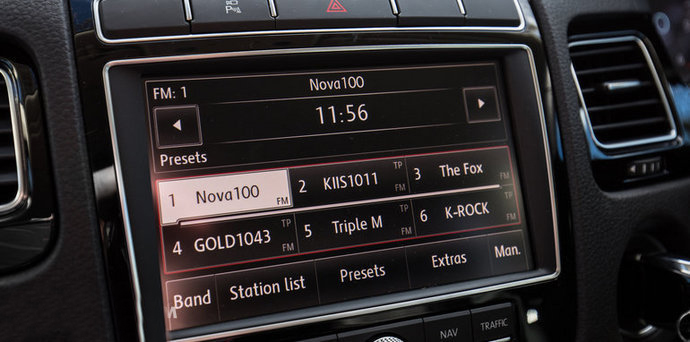 Nova100
FM: 1
11:56
Presets
1 Nova100 FM
2 KIIS1011 TP FM
3 The Fox TP FM
4 GOLD1043 TP FM
5 Triple M TP FM
6 K-ROCK FM
Band
Station list
Presets
Extras
Man.
NAV
TRAFFIC